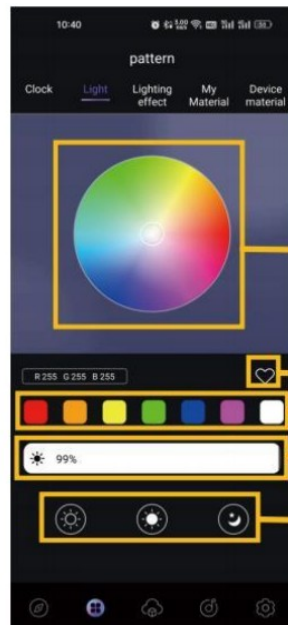 10:40
pattern
Clock Light Lighting effect My Material Device material
R 255 G 255 B 255
99%